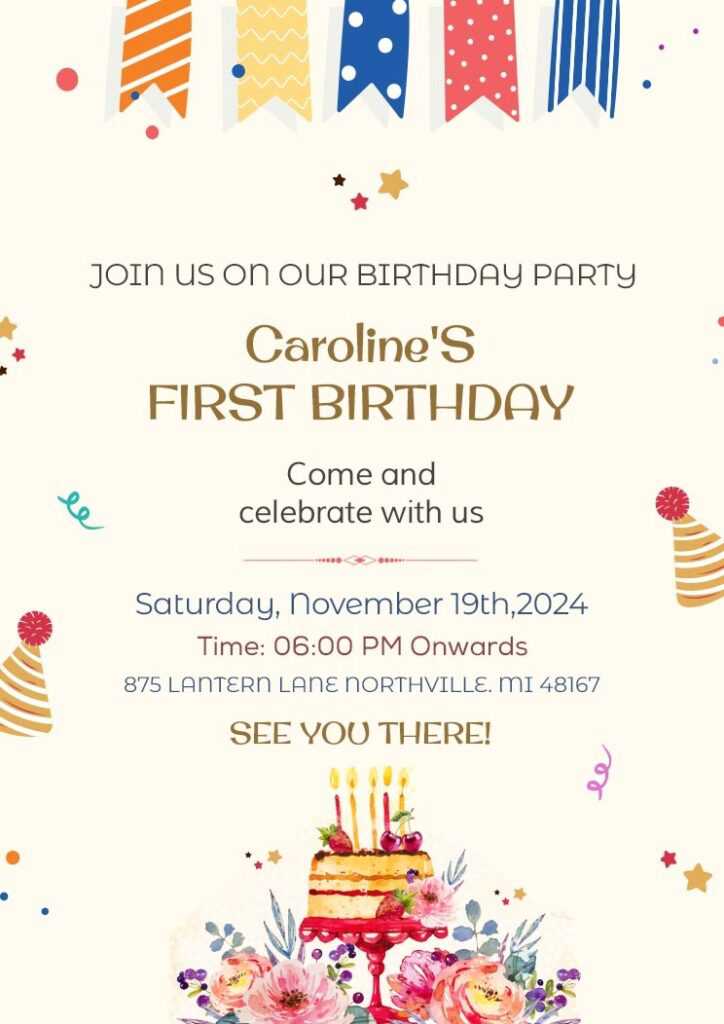 JOIN US ON OUR BIRTHDAY PARTY
Caroline'S
FIRST BIRTHDAY
Come and
celebrate with us
Saturday, November 19th,2024
Time: 06:00 PM Onwards
875 LANTERN LANE NORTHVILLE. MI 48167
SEE YOU THERE!